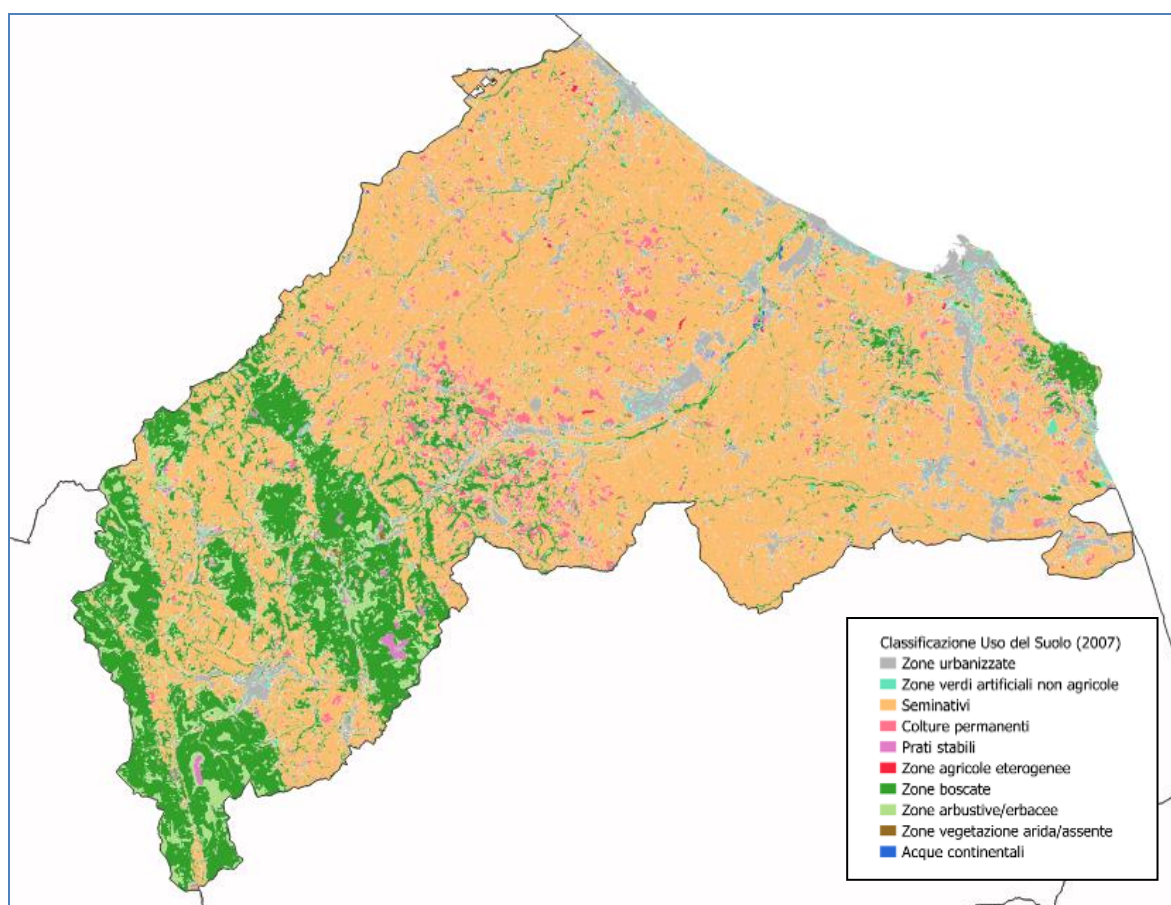 Classificazione Uso del Suolo (2007)
Zone urbanizzate
Zone verdi artificiali non agricole
Seminativi
Colture permanenti
Prati stabili
Zone agricole eterogenee
Zone boscate
Zone arbustive/erbacee
Zone vegetazione arida/assente
Acque continentali